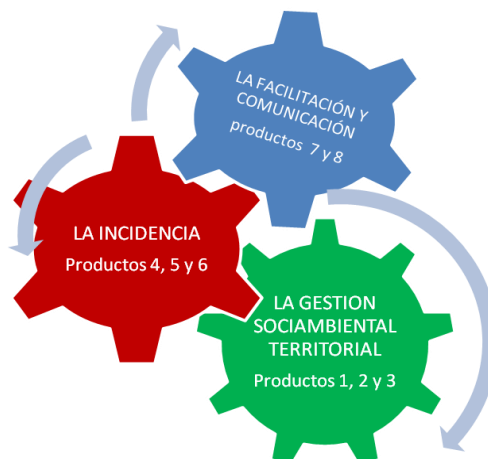 LA FACILITACIÓN Y
COMUNICACIÓN
productos 7 y 8
LA INCIDENCIA
Productos 4, 5 y 6
LA GESTION
SOCIAMBIENTAL
TERRITORIAL
Productos 1, 2 y 3